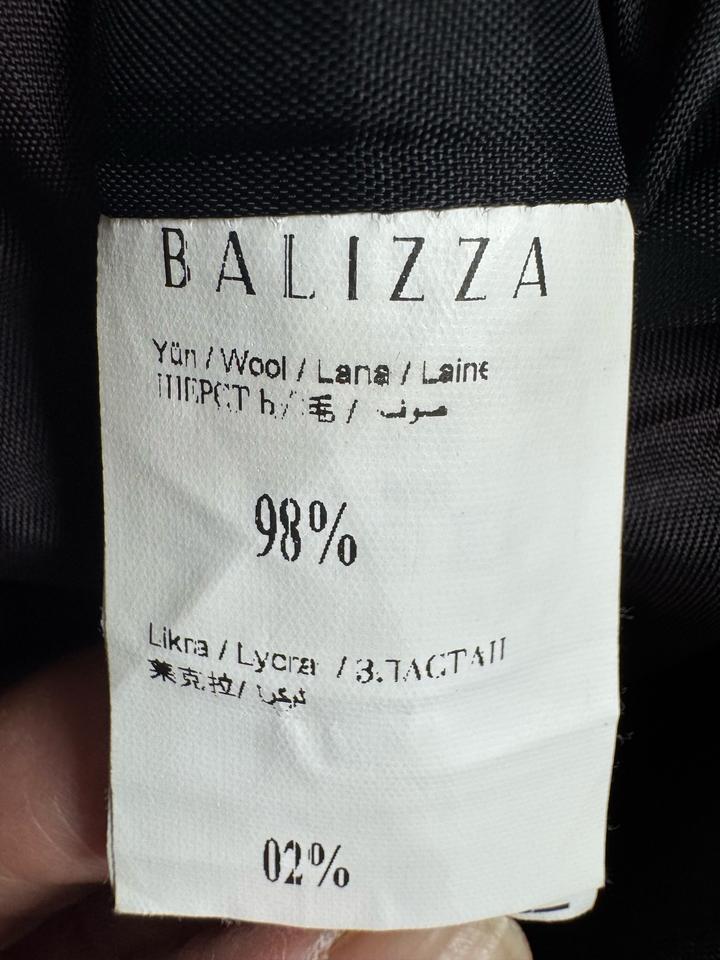 BALIZZA
Yün / Wool / Lana / Laine
ШЕРСТЬ / 毛 / صوف
98%
Likra / Lycra / ЭЛАСТАН
莱克拉 / ليكرا
02%